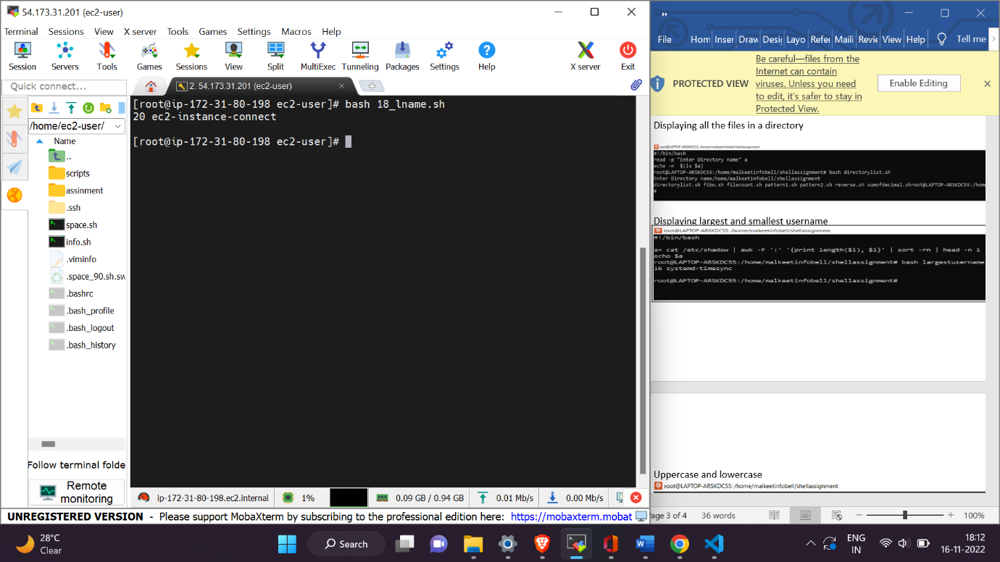 54.173.31.201 (ec2-user)
Terminal Sessions View X server Tools Games Settings Macros Help
Session Servers Tools Games Sessions View Split MultiExec Tunneling Packages Settings Help X server Exit
Quick connect...
2. 54.173.31.201 (ec2-user)
/home/ec2-user/
Name
..
scripts
assinment
.ssh
space.sh
info.sh
.viminfo
.space_90.sh.sw
.bashrc
.bash_profile
.bash_logout
.bash_history
Follow terminal folde
Remote
monitoring
[root@ip-172-31-80-198 ec2-user]# bash 18_lname.sh
20 ec2-instance-connect
[root@ip-172-31-80-198 ec2-user]#
ip-172-31-80-198.ec2.internal 1% 0.09 GB / 0.94 GB 0.01 Mb/s 0.00 Mb/s
UNREGISTERED VERSION - Please support MobaXterm by subscribing to the professional edition here: https://mobaxterm.mobat
File Hom Inser Draw Desig Layo Refer Maili Revie View Help Tell me
PROTECTED VIEW
Be careful—files from the
Internet can contain
viruses. Unless you need
to edit, it's safer to stay in
Protected View.
Enable Editing
Displaying all the files in a directory
root@LAPTOP-ARSKDC55: /home/malkeetinfobell/shellassignment
#!/bin/bash
read -p "Enter Directory name" a
echo -n $(ls $a)
root@LAPTOP-ARSKDC55:/home/malkeetinfobell/shellassignment# bash directorylist.sh
Enter Directory name/home/malkeetinfobell/shellassignment
directorylist.sh fibo.sh filecount.sh pattern1.sh pattern2.sh reverse.sh sumofdecimal.shroot@LAPTOP-ARSKDC55:/home
#
Displaying largest and smallest username
root@LAPTOP-ARSKDC55: /home/malkeetinfobell/shellassignment
#!/bin/bash
a= cat /etc/shadow | awk -F ':' '{print length($1), $1}' | sort -rn | head -n 1
echo $a
root@LAPTOP-ARSKDC55:/home/malkeetinfobell/shellassignment# bash largestusername
16 systemd-timesync
root@LAPTOP-ARSKDC55:/home/malkeetinfobell/shellassignment#
Uppercase and lowercase
root@LAPTOP-ARSKDC55: /home/malkeetinfobell/shellassignment
age 3 of 4 36 words 100%
28°C
Clear
Search
ENG
IN
18:12
16-11-2022